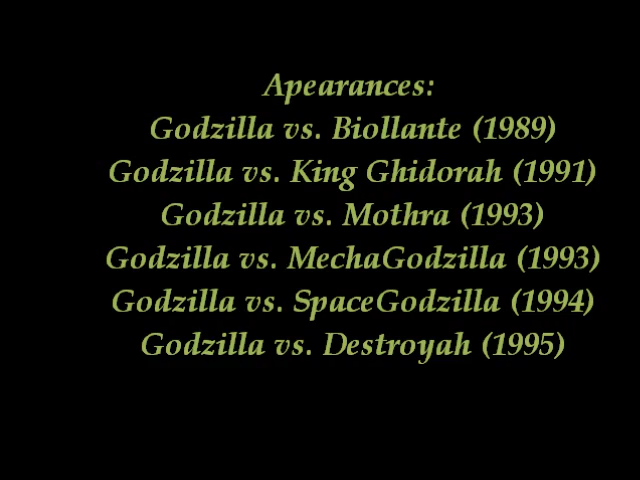 Apearances:
Godzilla vs. Biollante (1989)
Godzilla vs. King Ghidorah (1991)
Godzilla vs. Mothra (1993)
Godzilla vs. MechaGodzilla (1993)
Godzilla vs. SpaceGodzilla (1994)
Godzilla vs. Destroyah (1995)